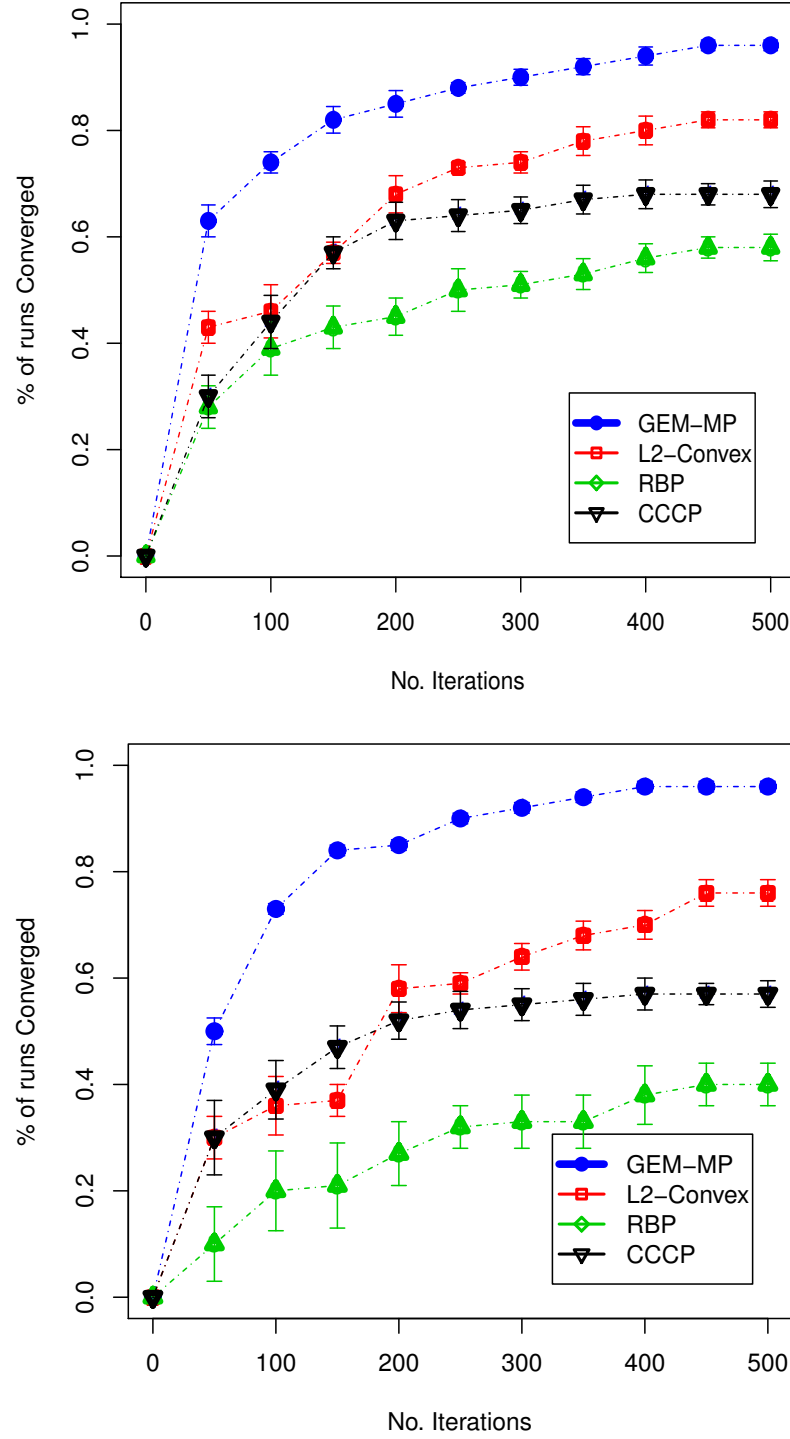 % of runs Converged
1.0
0.8
0.6
0.4
0.2
0.0
GEM−MP
L2−Convex
RBP
CCCP
0 100 200 300 400 500
No. Iterations
% of runs Converged
1.0
0.8
0.6
0.4
0.2
0.0
GEM−MP
L2−Convex
RBP
CCCP
0 100 200 300 400 500
No. Iterations